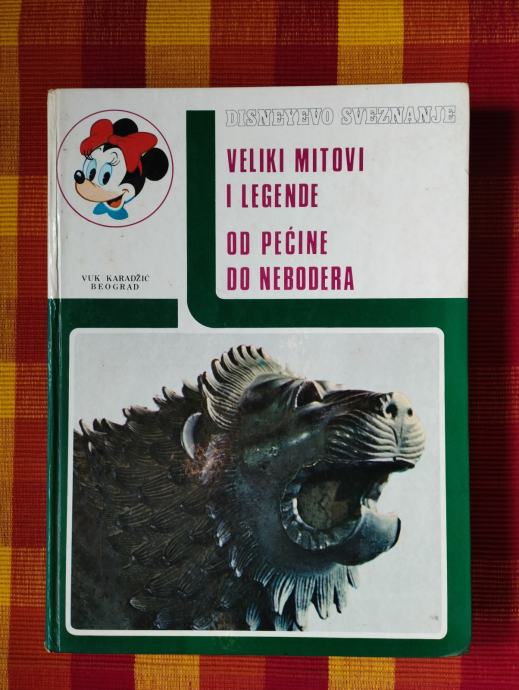 DISNEYEVO SVEZNANJE
VELIKI MITOVI
I LEGENDE
OD PEĆINE
DO NEBODERA
VUK KARADŽIĆ
BEOGRAD